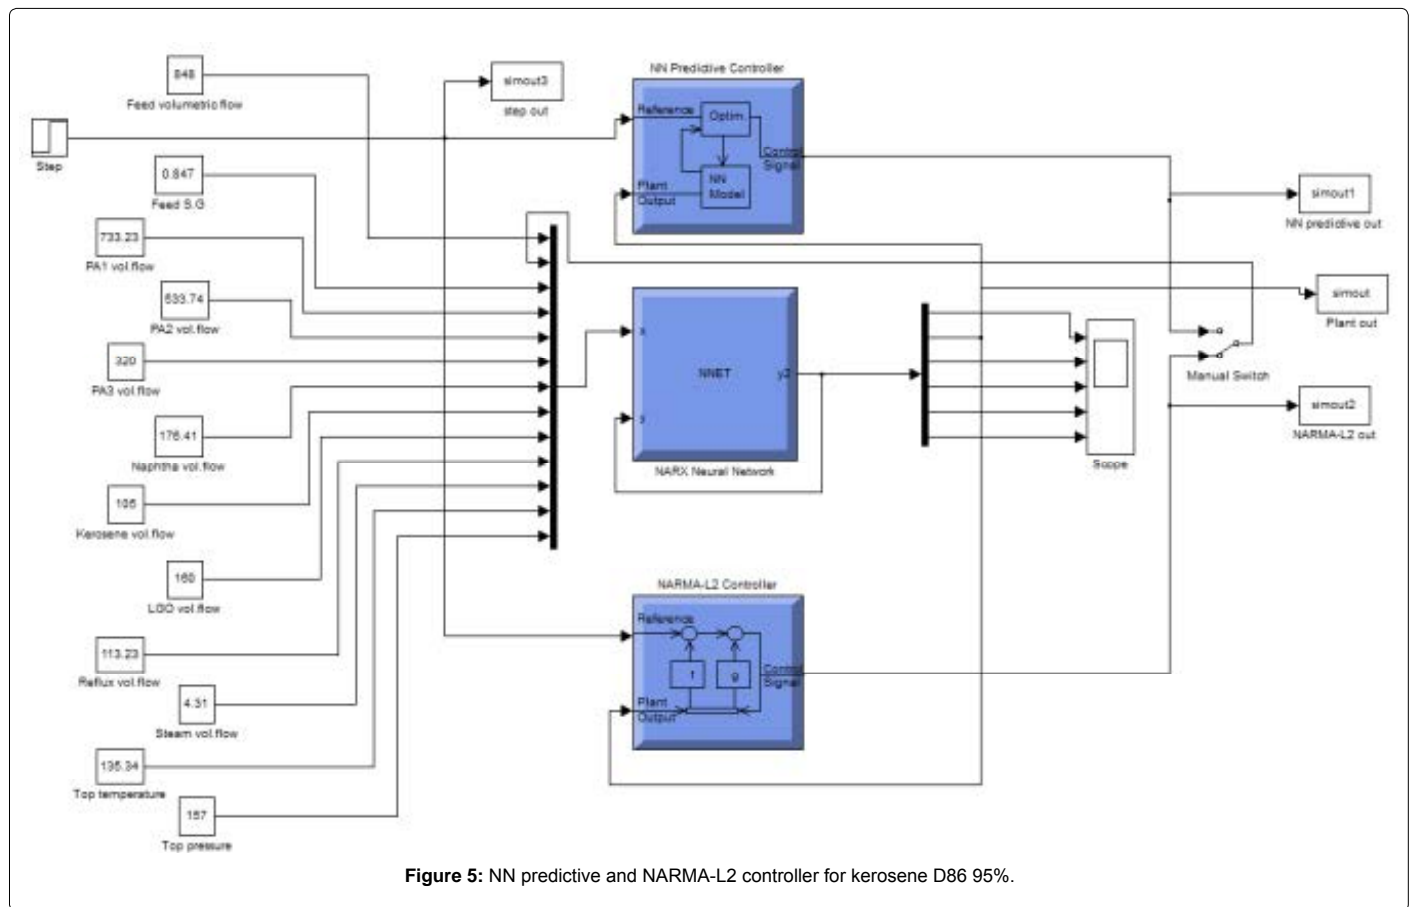 848
Feed volumetric flow
Step
simout3
step out
0.847
Feed S.G
733.23
PA1 vol.flow
533.74
PA2 vol.flow
320
PA3 vol.flow
176.41
Naphtha vol.flow
105
Kerosene vol.flow
160
LGO vol.flow
113.23
Reflux vol.flow
4.31
Steam vol.flow
135.34
Top temperature
157
Top pressure
NN Predictive Controller
Reference
Optim.
Control
Signal
NN
Model
Plant
Output
x
NNET
y2
y
NARX Neural Network
NARMA-L2 Controller
Reference
f
g
Control
Signal
Plant
Output
Scope
Manual Switch
simout1
NN predictive out
simout
Plant out
simout2
NARMA-L2 out
Figure 5: NN predictive and NARMA-L2 controller for kerosene D86 95%.